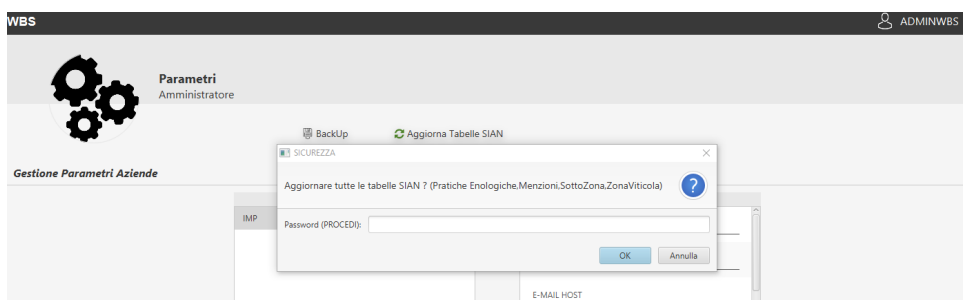 WBS
ADMINWBS
Parametri
Amministratore
BackUp
Aggiorna Tabelle SIAN
Gestione Parametri Aziende
SICUREZZA
Aggiornare tutte le tabelle SIAN ? (Pratiche Enologiche,Menzioni,SottoZona,ZonaViticola)
?
Password (PROCEDI):
OK
Annulla
IMP
E-MAIL HOST